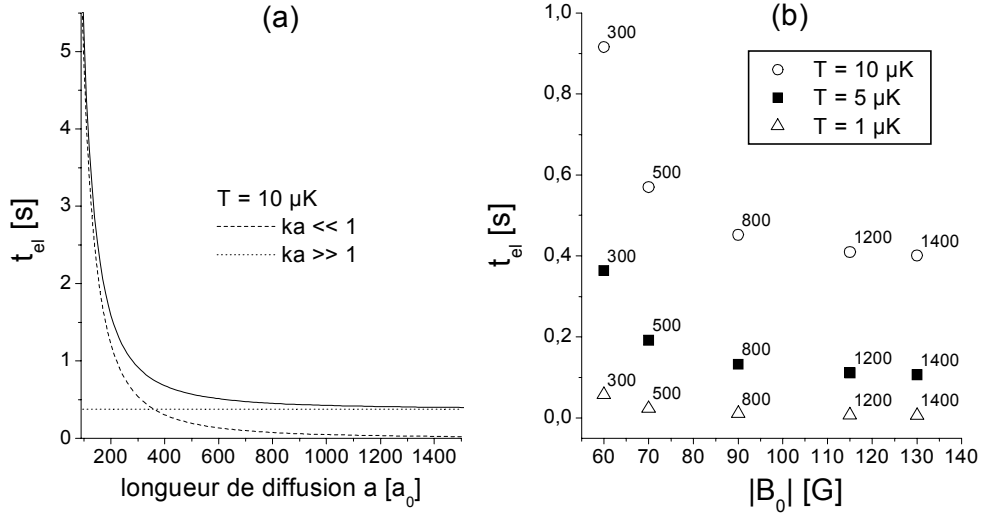 (a)
5
4
3
2
1
0
t_el [s]
T = 10 µK
ka << 1
ka >> 1
200 400 600 800 1000 1200 1400
longueur de diffusion a [a_0]
(b)
1,0
0,8
0,6
0,4
0,2
0,0
t_el [s]
T = 10 µK
T = 5 µK
T = 1 µK
300
500
800
1200
1400
300
500
800
1200
1400
300
500
800
1200
1400
60 70 80 90 100 110 120 130 140
|B_0| [G]